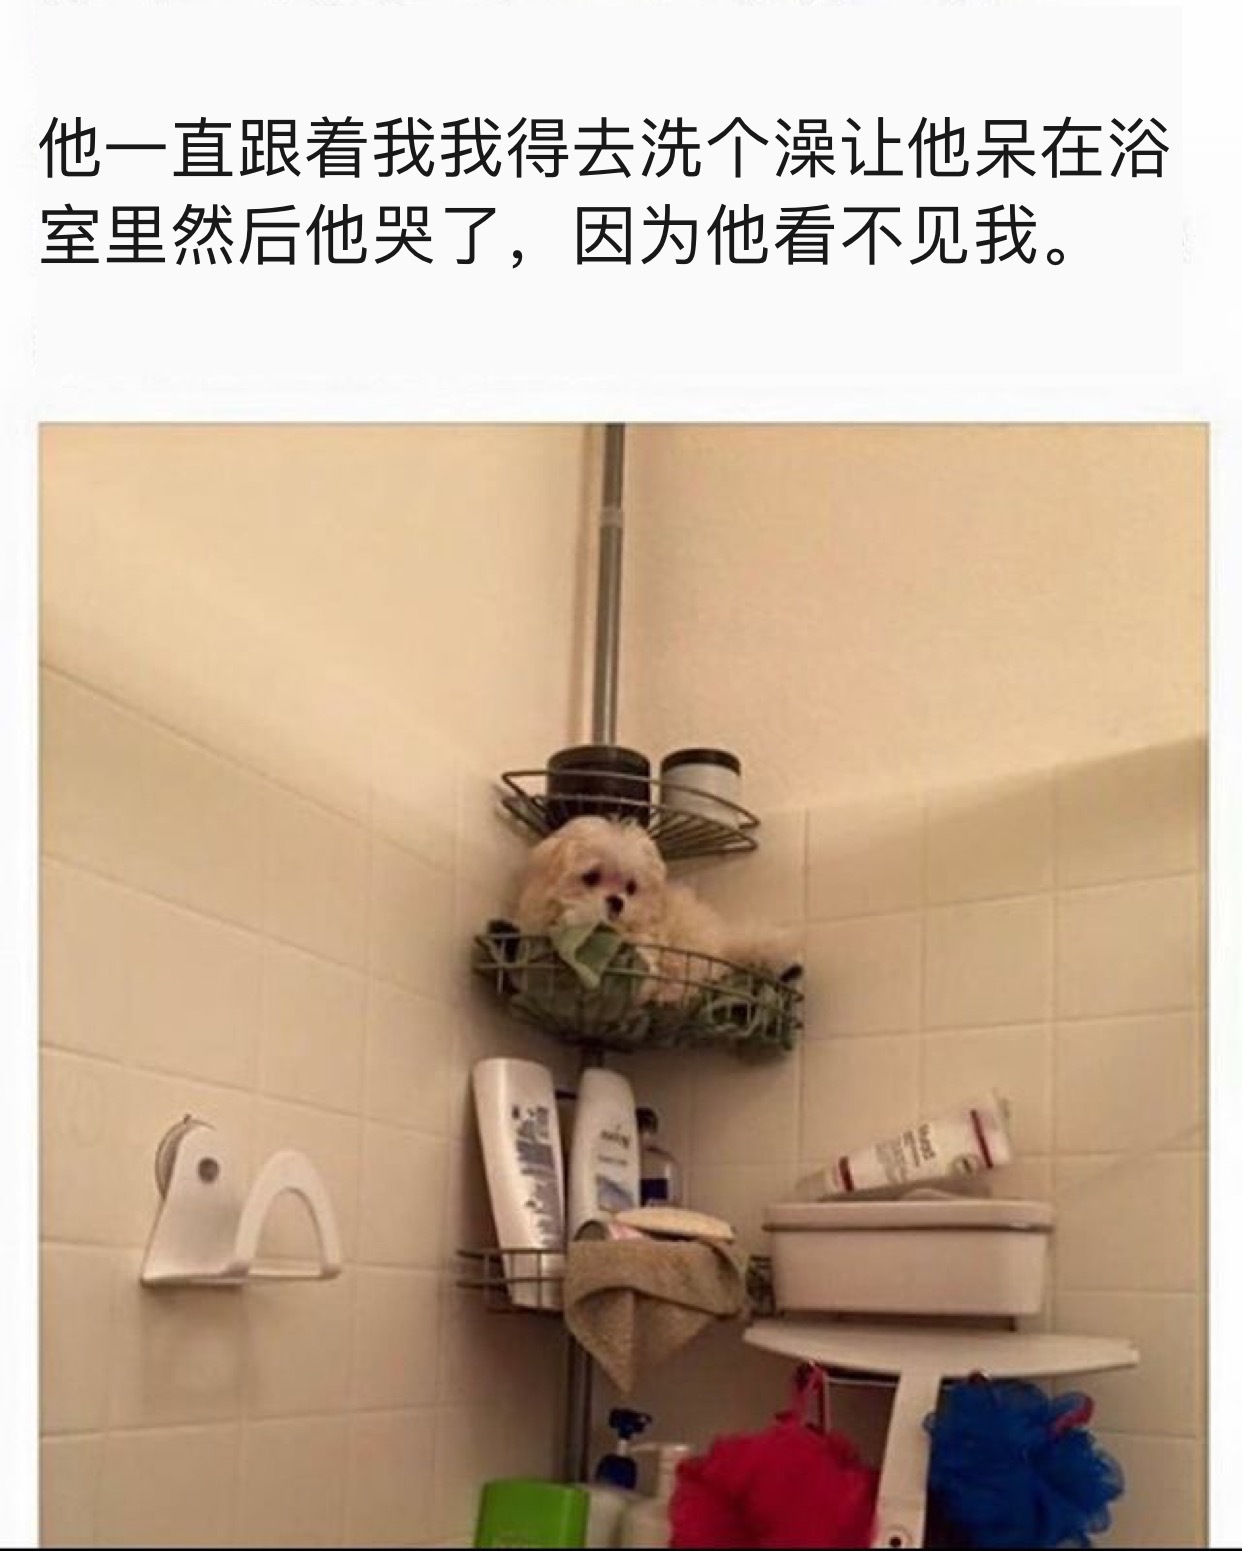 他一直跟着我我得去洗个澡让他呆在浴
室里然后他哭了，因为他看不见我。